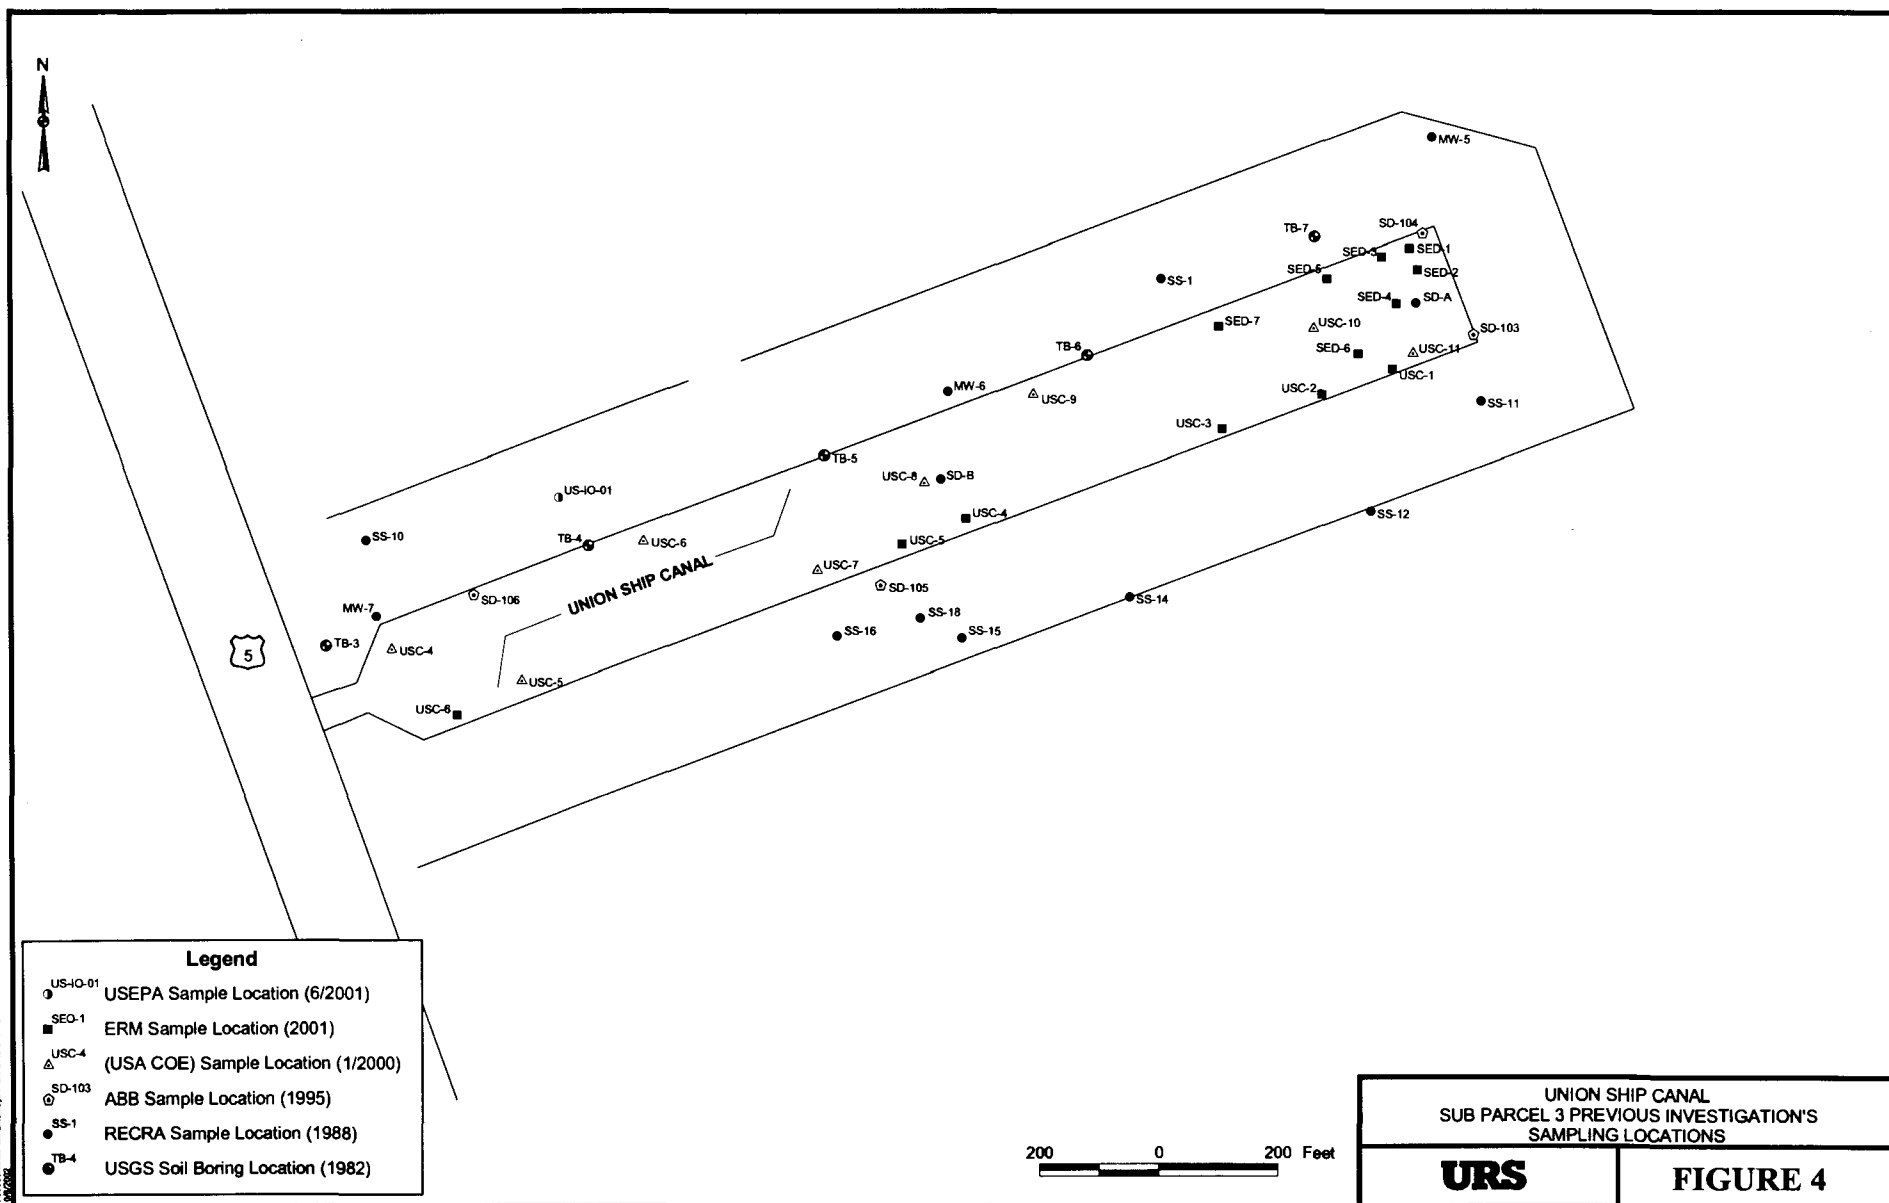 N
MW-5
TB-7
SD-104
SED-1
SED-3
SED-2
SED-5
SS-1
SED-4
SD-A
SED-7
USC-10
SD-103
TB-6
SED-6
USC-11
USC-1
MW-6
USC-2
USC-9
SS-11
USC-3
TB-5
USC-8
SD-B
US-IO-01
SS-12
USC-4
SS-10
TB-4
USC-6
USC-5
USC-7
UNION SHIP CANAL
SD-105
SD-106
SS-14
MW-7
SS-18
SS-16
SS-15
TB-3
USC-4
5
USC-5
USC-6
Legend
US-IO-01 USEPA Sample Location (6/2001)
SEO-1 ERM Sample Location (2001)
USC-4 (USA COE) Sample Location (1/2000)
SD-103 ABB Sample Location (1995)
SS-1 RECRA Sample Location (1988)
TB-4 USGS Soil Boring Location (1982)
200 0 200 Feet
UNION SHIP CANAL
SUB PARCEL 3 PREVIOUS INVESTIGATION'S
SAMPLING LOCATIONS
URS
FIGURE 4